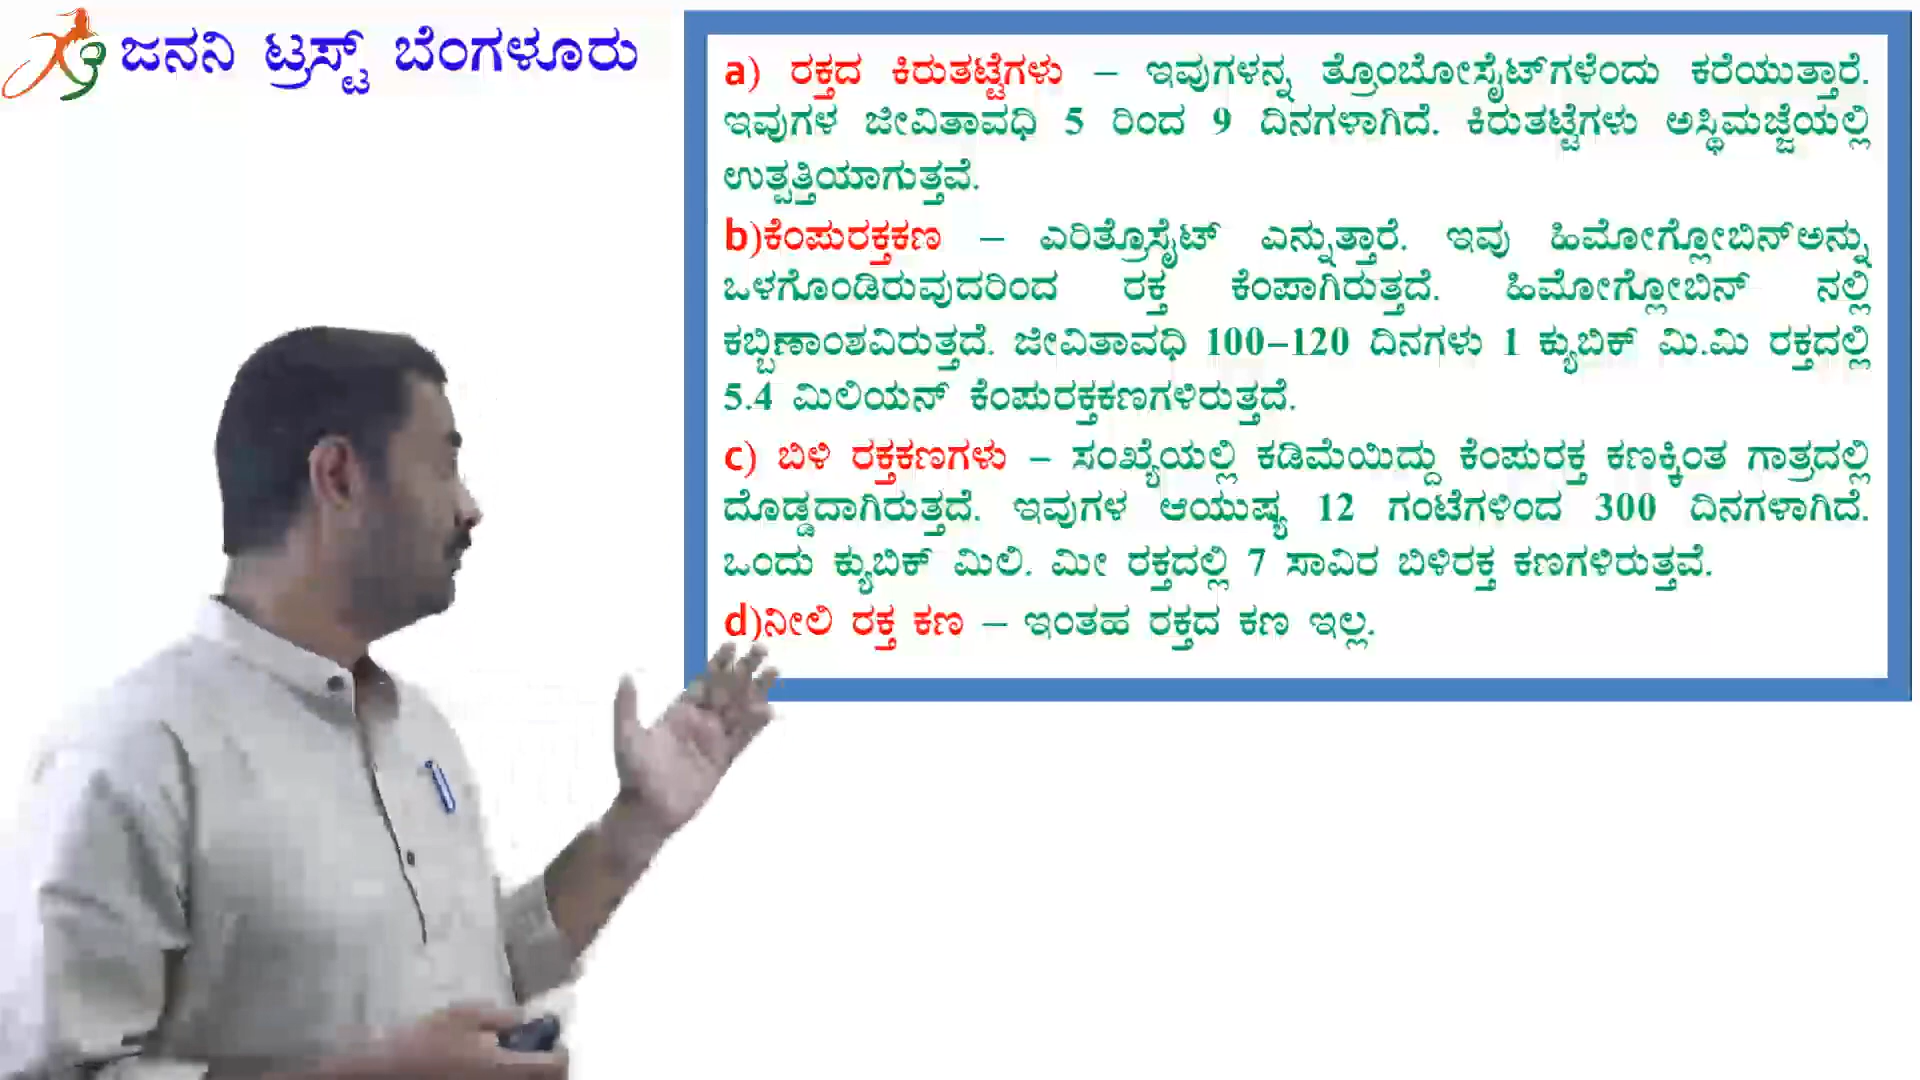 ಜನನಿ ಟ್ರಸ್ಟ್ ಬೆಂಗಳೂರು
a) ರಕ್ತದ ಕಿರುತಟ್ಟೆಗಳು – ಇವುಗಳನ್ನ ತ್ರೊಂಬೋಸೈಟ್‌ಗಳೆಂದು ಕರೆಯುತ್ತಾರೆ.
ಇವುಗಳ ಜೀವಿತಾವಧಿ 5 ರಿಂದ 9 ದಿನಗಳಾಗಿದೆ. ಕಿರುತಟ್ಟೆಗಳು ಅಸ್ಥಿಮಜ್ಜೆಯಲ್ಲಿ
ಉತ್ಪತ್ತಿಯಾಗುತ್ತವೆ.
b)ಕೆಂಪುರಕ್ತಕಣ – ಎರಿತ್ರೊಸೈಟ್ ಎನ್ನುತ್ತಾರೆ. ಇವು ಹಿಮೋಗ್ಲೋಬಿನ್‌ಅನ್ನು
ಒಳಗೊಂಡಿರುವುದರಿಂದ ರಕ್ತ ಕೆಂಪಾಗಿರುತ್ತದೆ. ಹಿಮೋಗ್ಲೋಬಿನ್ ನಲ್ಲಿ
ಕಬ್ಬಿಣಾಂಶವಿರುತ್ತದೆ. ಜೀವಿತಾವಧಿ 100–120 ದಿನಗಳು 1 ಕ್ಯುಬಿಕ್ ಮಿ.ಮಿ ರಕ್ತದಲ್ಲಿ
5.4 ಮಿಲಿಯನ್ ಕೆಂಪುರಕ್ತಕಣಗಳಿರುತ್ತದೆ.
c) ಬಿಳಿ ರಕ್ತಕಣಗಳು – ಸಂಖ್ಯೆಯಲ್ಲಿ ಕಡಿಮೆಯಿದ್ದು ಕೆಂಪುರಕ್ತ ಕಣಕ್ಕಿಂತ ಗಾತ್ರದಲ್ಲಿ
ದೊಡ್ಡದಾಗಿರುತ್ತದೆ. ಇವುಗಳ ಆಯುಷ್ಯ 12 ಗಂಟೆಗಳಿಂದ 300 ದಿನಗಳಾಗಿದೆ.
ಒಂದು ಕ್ಯುಬಿಕ್ ಮಿಲಿ. ಮೀ ರಕ್ತದಲ್ಲಿ 7 ಸಾವಿರ ಬಿಳಿರಕ್ತ ಕಣಗಳಿರುತ್ತವೆ.
d)ನೀಲಿ ರಕ್ತ ಕಣ – ಇಂತಹ ರಕ್ತದ ಕಣ ಇಲ್ಲ.